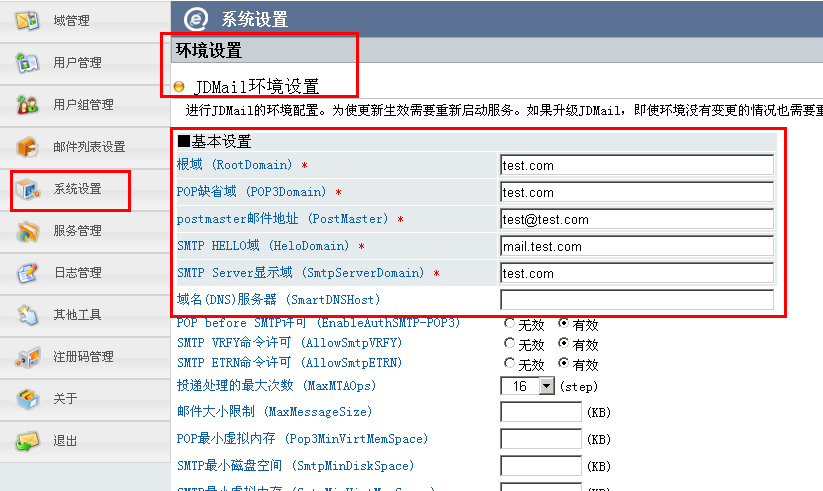 域管理
用户管理
用户组管理
邮件列表设置
系统设置
服务管理
日志管理
其他工具
注册码管理
关于
退出
系统设置
环境设置
JDMail环境设置
进行JDMail的环境配置。为使更新生效需要重新启动服务。如果升级JDMail，即使环境没有变更的情况也需要重
■基本设置
根域 (RootDomain) * test.com
POP缺省域 (POP3Domain) * test.com
postmaster邮件地址 (PostMaster) * test@test.com
SMTP HELLO域 (HeloDomain) * mail.test.com
SMTP Server显示域 (SmtpServerDomain) * test.com
域名(DNS)服务器 (SmartDNSHost)
POP before SMTP许可 (EnableAuthSMTP-POP3) 无效 有效
SMTP VRFY命令许可 (AllowSmtpVRFY) 无效 有效
SMTP ETRN命令许可 (AllowSmtpETRN) 无效 有效
投递处理的最大次数 (MaxMTAOps) 16 (step)
邮件大小限制 (MaxMessageSize) (KB)
POP最小虚拟内存 (Pop3MinVirtMemSpace) (KB)
SMTP最小磁盘空间 (SmtpMinDiskSpace) (KB)
SMTP最小虚拟内存 (SmtpMinVirtMemSpace) (KB)